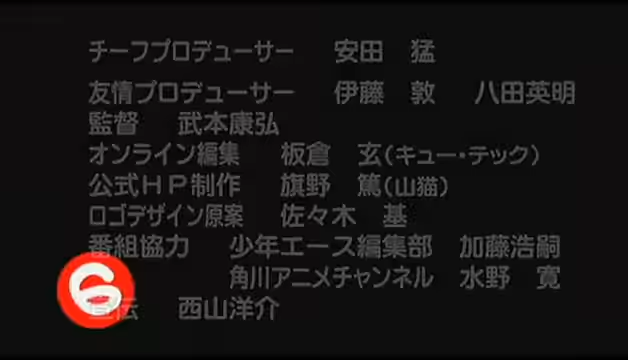 チーフプロデューサー 安田 猛
友情プロデューサー 伊藤 敦 八田英明
監督 武本康弘
オンライン編集 板倉 玄(キュー・テック)
公式HP制作 旗野 篤(山猫)
ロゴデザイン原案 佐々木 基
番組協力 少年エース編集部 加藤浩嗣
角川アニメチャンネル 水野 寛
宣伝 西山洋介
6